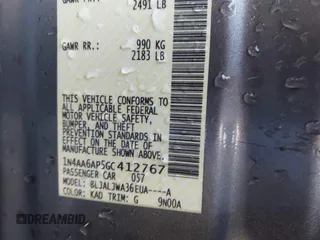 2491 LB
GAWR RR: 990 KG
2183 LB
THIS VEHICLE CONFORMS TO
ALL APPLICABLE FEDERAL
MOTOR VEHICLE SAFETY,
BUMPER, AND THEFT
PREVENTION STANDARDS IN
EFFECT ON THE DATE OF
MANUFACTURE SHOWN ABOVE.
1N4AA6AP5GC412767
PASSENGER CAR 057
MODEL: BLJALJWA36EUA----A
COLOR: KAD TRIM: G 9N00A
AutoBidMaster